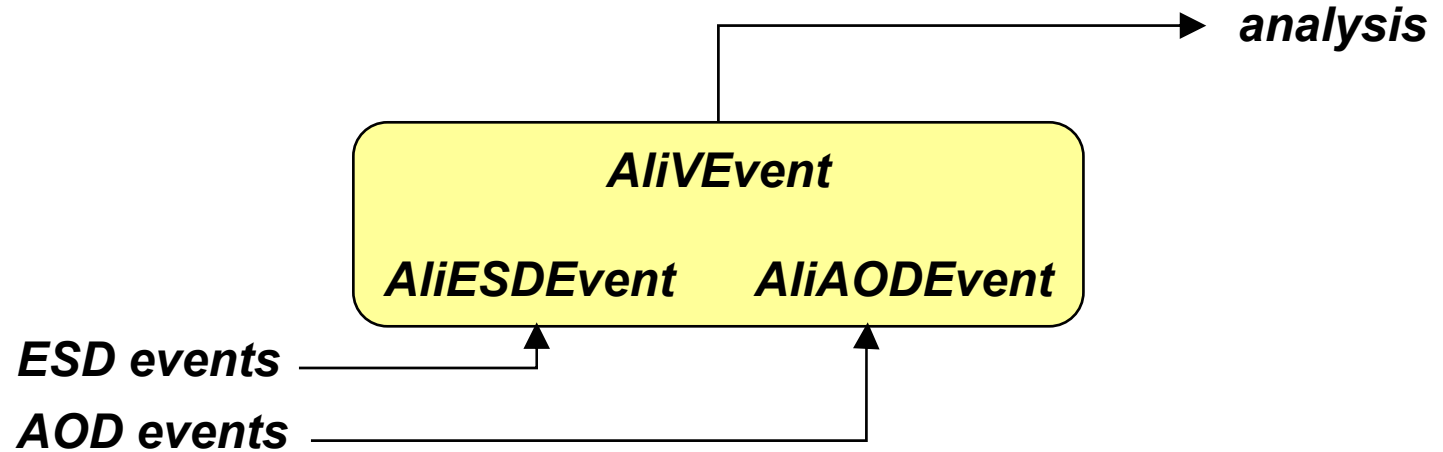 analysis
AliVEvent
AliESDEvent AliAODEvent
ESD events
AOD events